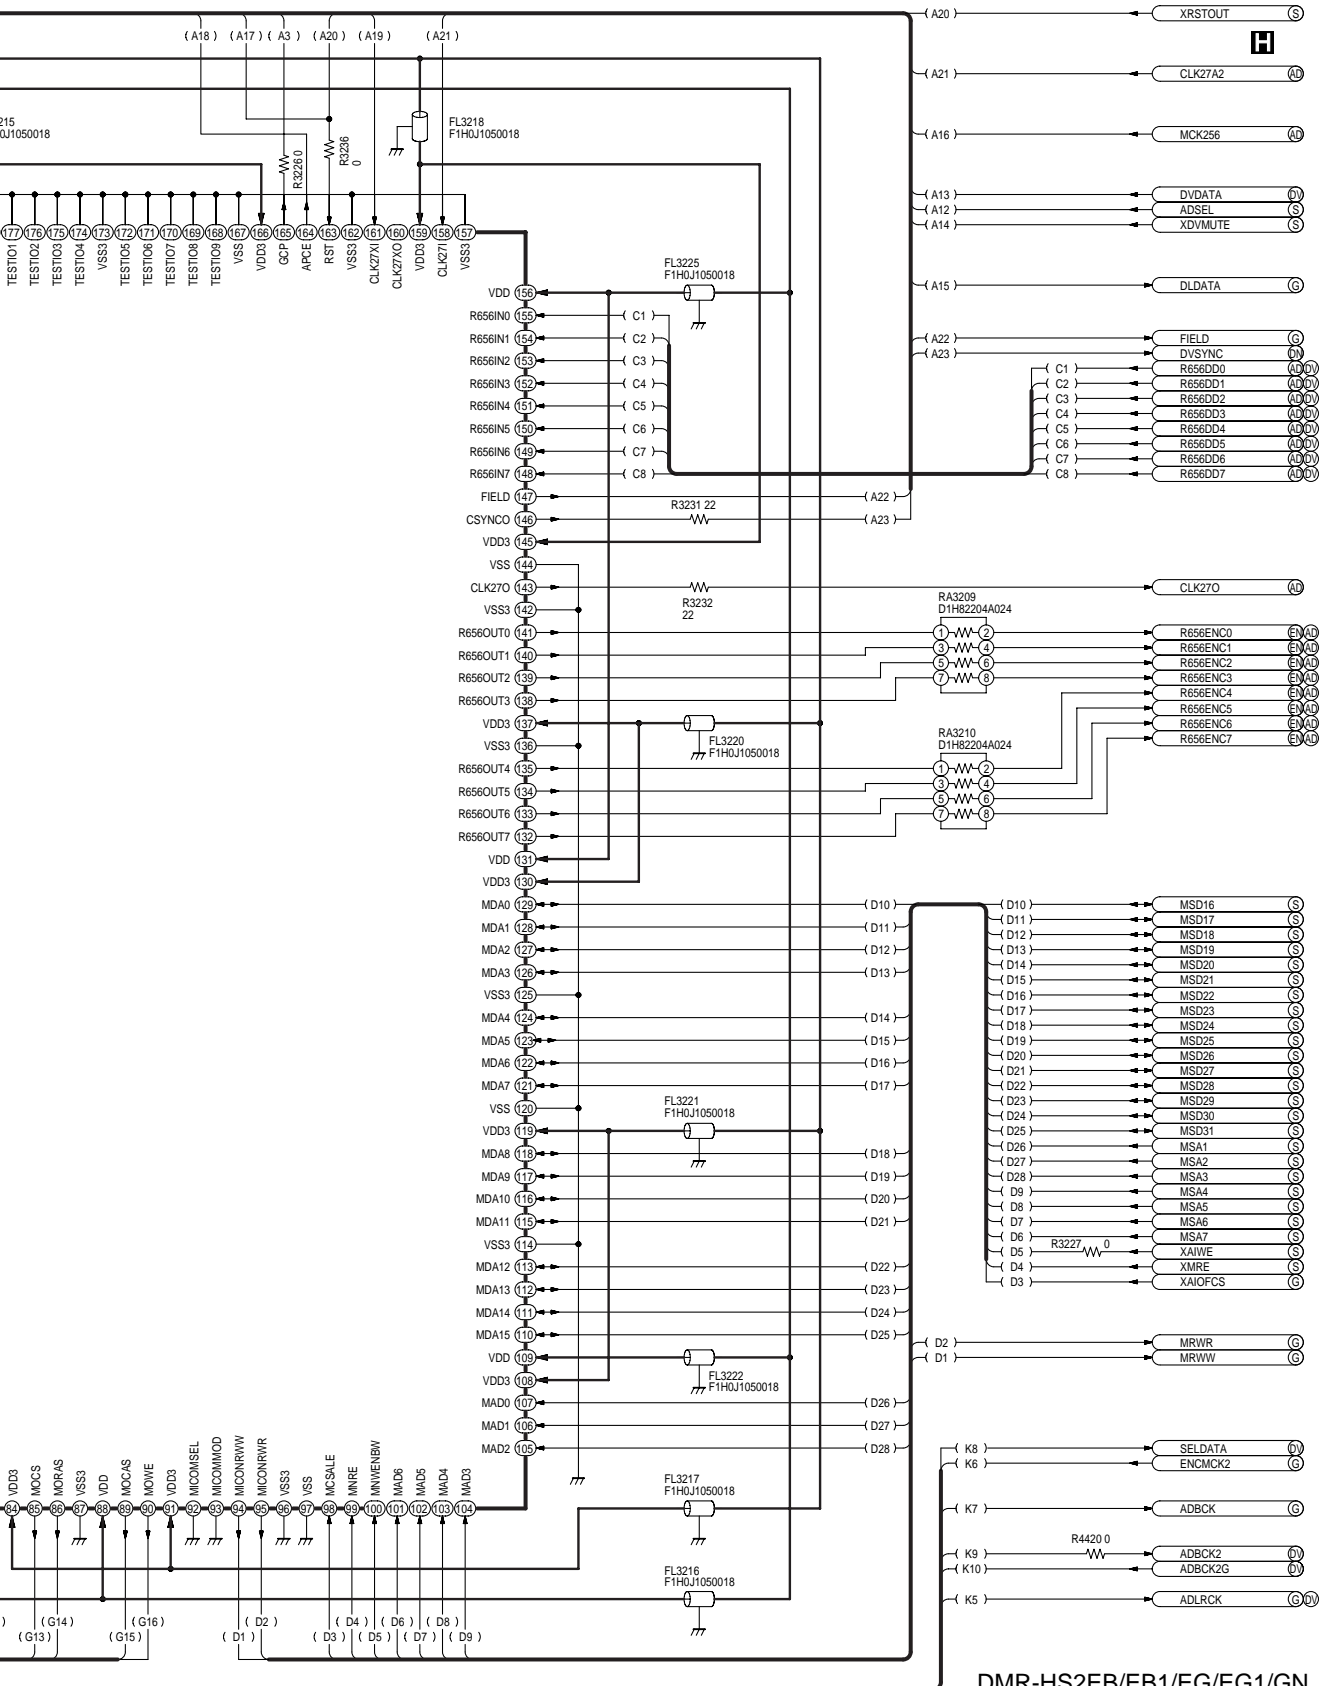 ( A20 ) XRSTOUT S
( A18 ) ( A17 ) ( A3 ) ( A20 ) ( A19 ) ( A21 )
H
( A21 ) CLK27A2 AD
215
0J1050018
FL3218
F1H0J1050018
( A16 ) MCK256 AD
R3226 0
R3236
0
( A13 ) DVDATA DV
( A12 ) ADSEL S
( A14 ) XDVMUTE S
177 176 175 174 173 172 171 170 169 168 167 166 165 164 163 162 161 160 159 158 157
TESTIO1 TESTIO2 TESTIO3 TESTIO4 VSS3 TESTIO5 TESTIO6 TESTIO7 TESTIO8 TESTIO9 VSS VDD3 GCP APCE RST VSS3 CLK27XI CLK27XO VDD3 CLK27I VSS3
FL3225
F1H0J1050018
( A15 ) DLDATA G
VDD 156
R656IN0 155 ( C1 )
R656IN1 154 ( C2 )
R656IN2 153 ( C3 )
R656IN3 152 ( C4 )
R656IN4 151 ( C5 )
R656IN5 150 ( C6 )
R656IN6 149 ( C7 )
R656IN7 148 ( C8 )
( A22 ) FIELD G
( A23 ) DVSYNC DN
( C1 ) R656DD0 AD DV
( C2 ) R656DD1 AD DV
( C3 ) R656DD2 AD DV
( C4 ) R656DD3 AD DV
( C5 ) R656DD4 AD DV
( C6 ) R656DD5 AD DV
( C7 ) R656DD6 AD DV
( C8 ) R656DD7 AD DV
FIELD 147 ( A22 )
R3231 22
CSYNCO 146 ( A23 )
VDD3 145
VSS 144
CLK27O 143 CLK27O AD
R3232
22
VSS3 142
RA3209
D1H82204A024
1 2
3 4
5 6
7 8
R656OUT0 141
R656OUT1 140
R656OUT2 139
R656OUT3 138
R656ENC0 EN AD
R656ENC1 EN AD
R656ENC2 EN AD
R656ENC3 EN AD
R656ENC4 EN AD
R656ENC5 EN AD
R656ENC6 EN AD
R656ENC7 EN AD
VDD3 137
FL3220
F1H0J1050018
VSS3 136
RA3210
D1H82204A024
1 2
3 4
5 6
7 8
R656OUT4 135
R656OUT5 134
R656OUT6 133
R656OUT7 132
VDD 131
VDD3 130
MDA0 129 ( D10 )
MDA1 128 ( D11 )
MDA2 127 ( D12 )
MDA3 126 ( D13 )
VSS3 125
MDA4 124 ( D14 )
MDA5 123 ( D15 )
MDA6 122 ( D16 )
MDA7 121 ( D17 )
VSS 120
FL3221
F1H0J1050018
VDD3 119
MDA8 118 ( D18 )
MDA9 117 ( D19 )
MDA10 116 ( D20 )
MDA11 115 ( D21 )
VSS3 114
MDA12 113 ( D22 )
MDA13 112 ( D23 )
MDA14 111 ( D24 )
MDA15 110 ( D25 )
VDD 109
FL3222
F1H0J1050018
VDD3 108
MAD0 107 ( D26 )
MAD1 106 ( D27 )
MAD2 105 ( D28 )
( D10 ) MSD16 S
( D11 ) MSD17 S
( D12 ) MSD18 S
( D13 ) MSD19 S
( D14 ) MSD20 S
( D15 ) MSD21 S
( D16 ) MSD22 S
( D17 ) MSD23 S
( D18 ) MSD24 S
( D19 ) MSD25 S
( D20 ) MSD26 S
( D21 ) MSD27 S
( D22 ) MSD28 S
( D23 ) MSD29 S
( D24 ) MSD30 S
( D25 ) MSD31 S
( D26 ) MSA1 S
( D27 ) MSA2 S
( D28 ) MSA3 S
( D9 ) MSA4 S
( D8 ) MSA5 S
( D7 ) MSA6 S
( D6 ) MSA7 S
( D5 ) R3227 0 XAIWE S
( D4 ) XMRE S
( D3 ) XAIOFCS G
( D2 ) MRWR G
( D1 ) MRWW G
( K8 ) SELDATA DV
( K6 ) ENCMCK2 G
( K7 ) ADBCK G
R4420 0
( K9 ) ADBCK2 DV
( K10 ) ADBCK2G DV
( K5 ) ADLRCK G DV
VDD3 MOCS MORAS VSS3 VDD MOCAS MOWE VDD3 MICOMSEL MICOMMOD MICONRWW MICONRWR VSS3 VSS MCSALE MNRE MNWENBW MAD6 MAD5 MAD4 MAD3
84 85 86 87 88 89 90 91 92 93 94 95 96 97 98 99 100 101 102 103 104
FL3217
F1H0J1050018
FL3216
F1H0J1050018
) ( G14 ) ( G16 ) ( D2 ) ( D4 ) ( D6 ) ( D8 )
( G13 ) ( G15 ) ( D1 ) ( D3 ) ( D5 ) ( D7 ) ( D9 )
DMR-HS2EB/EB1/EG/EG1/GN